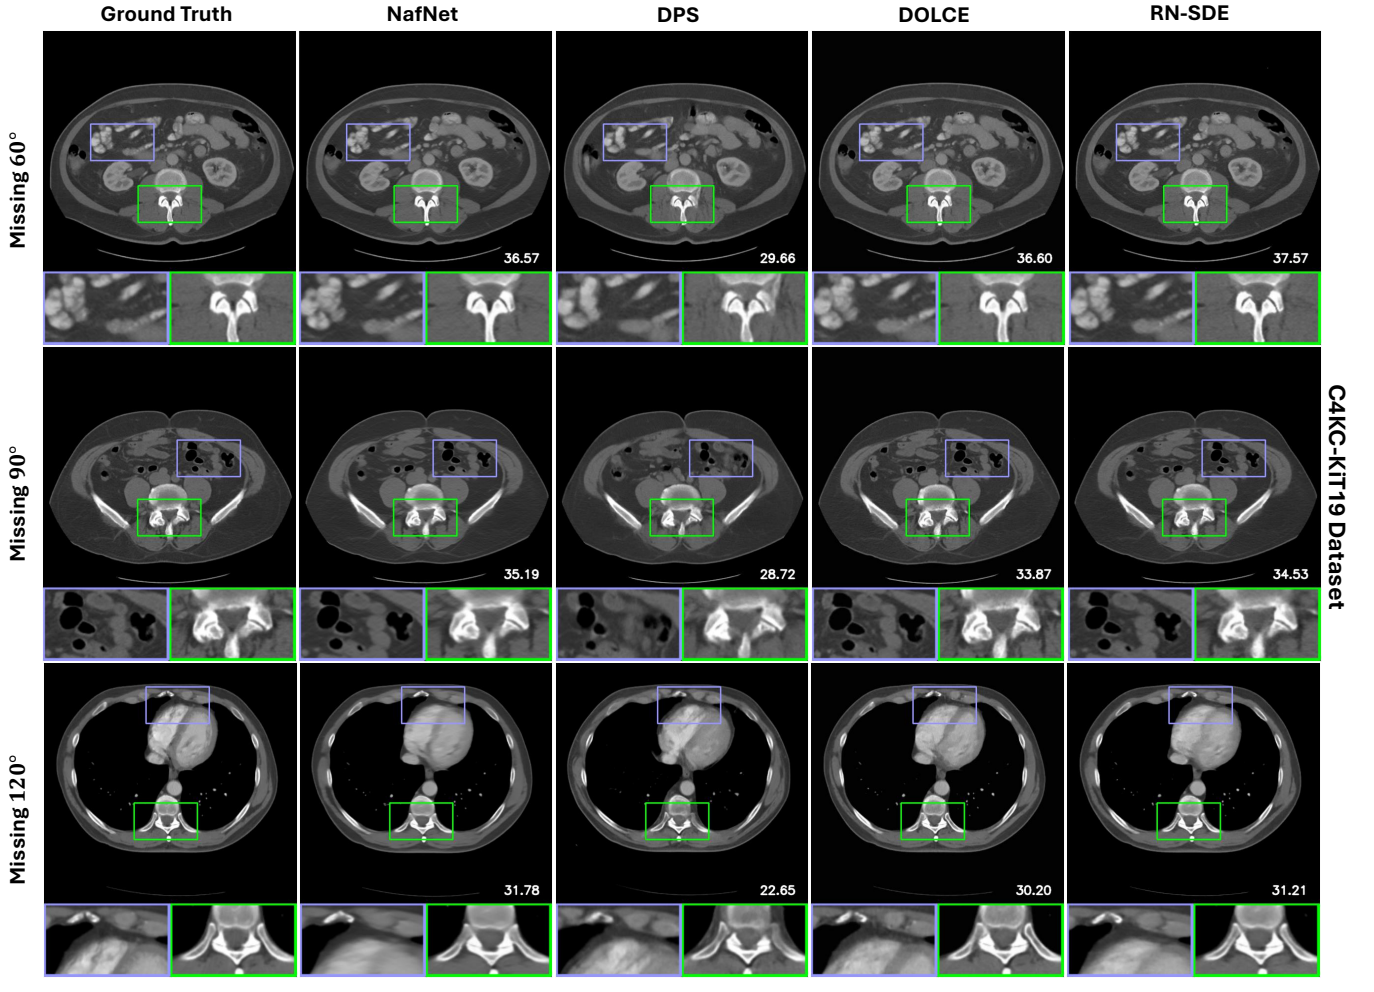 Ground Truth
NafNet
DPS
DOLCE
RN-SDE
Missing 60°
36.57
29.66
36.60
37.57
Missing 90°
35.19
28.72
33.87
34.53
C4KC-KiT19 Dataset
Missing 120°
31.78
22.65
30.20
31.21